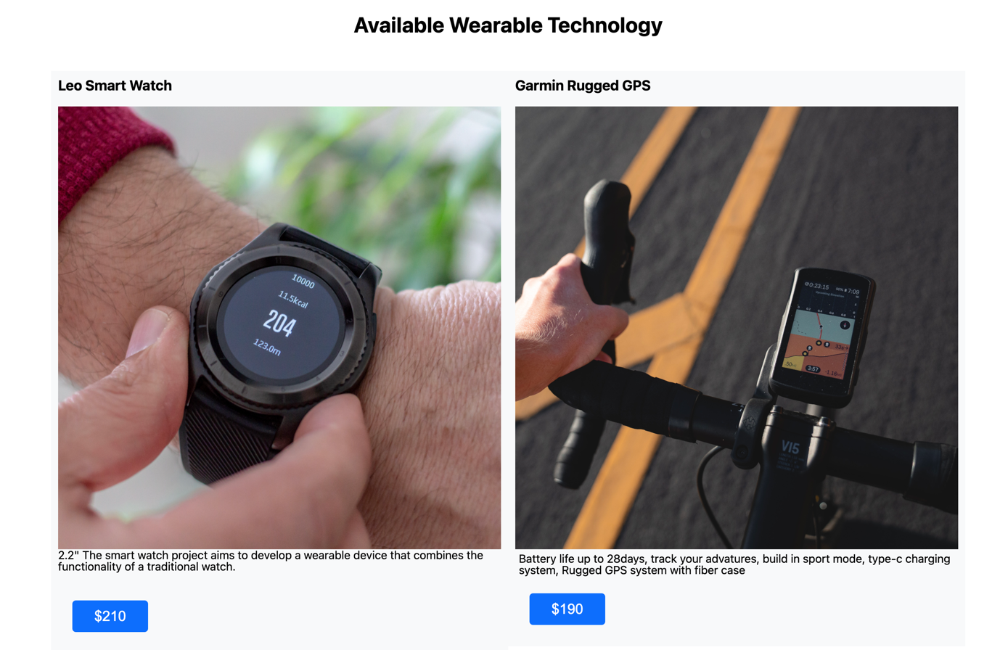 Available Wearable Technology
Leo Smart Watch
Garmin Rugged GPS
10000
11.5kcal
204
123.0m
0:23:15
7:09
3:57
VI5
2.2" The smart watch project aims to develop a wearable device that combines the
functionality of a traditional watch.
Battery life up to 28days, track your advatures, build in sport mode, type-c charging
system, Rugged GPS system with fiber case
$210
$190